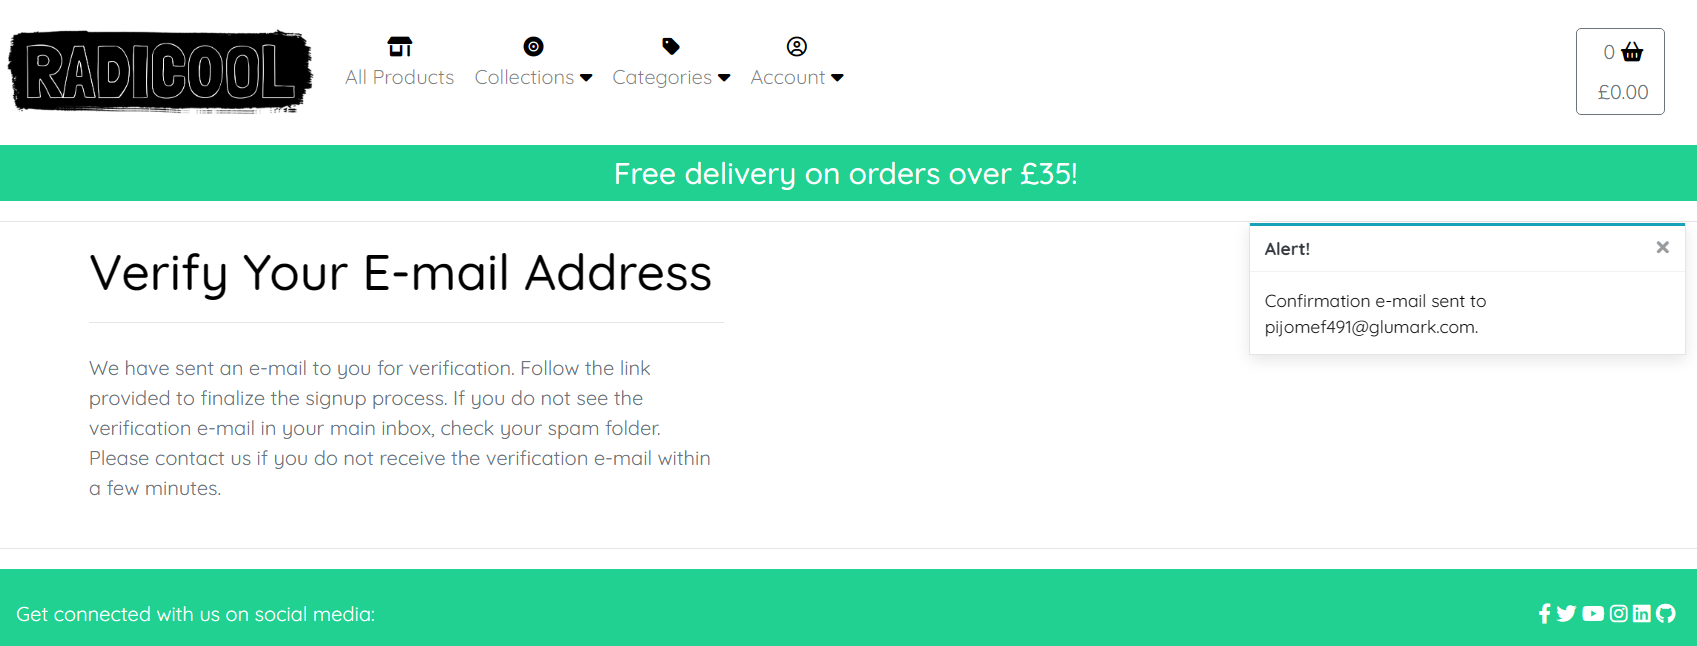 RADICOOL
All Products
Collections
Categories
Account
0
£0.00
Free delivery on orders over £35!
Verify Your E-mail Address
We have sent an e-mail to you for verification. Follow the link
provided to finalize the signup process. If you do not see the
verification e-mail in your main inbox, check your spam folder.
Please contact us if you do not receive the verification e-mail within
a few minutes.
Alert!
Confirmation e-mail sent to
pijomef491@glumark.com.
Get connected with us on social media: